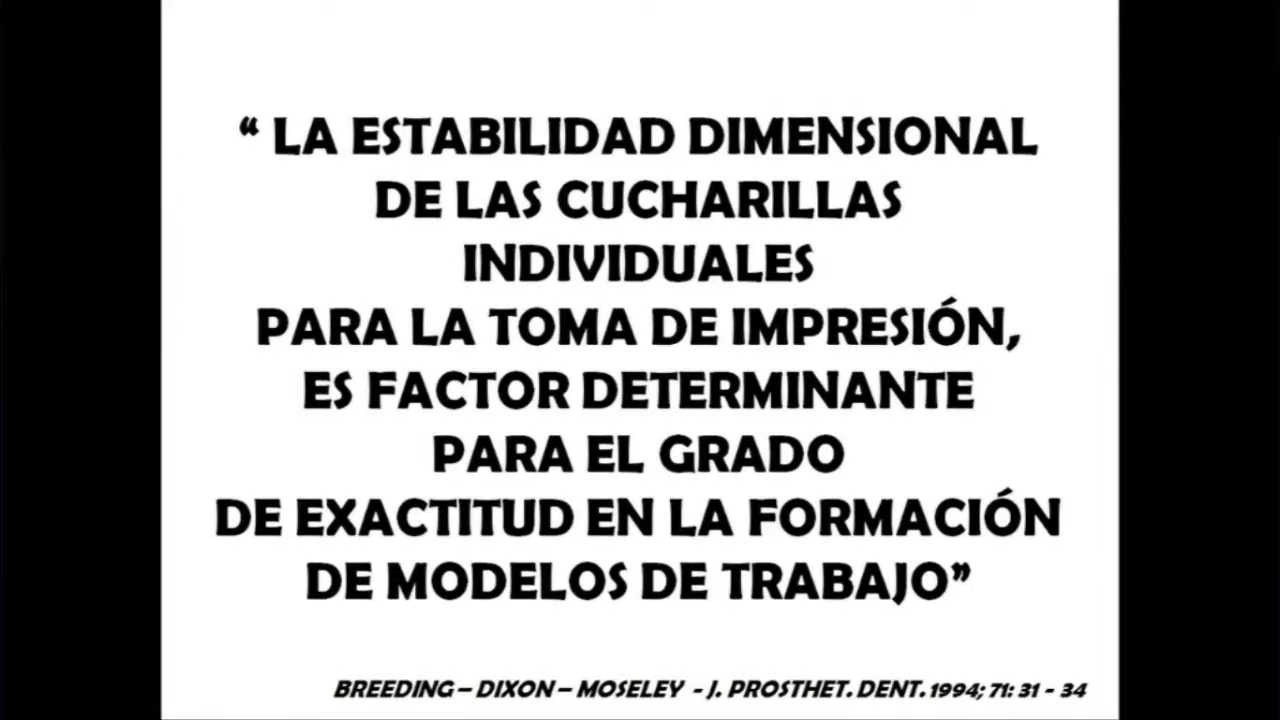 “ LA ESTABILIDAD DIMENSIONAL
DE LAS CUCHARILLAS
INDIVIDUALES
PARA LA TOMA DE IMPRESIÓN,
ES FACTOR DETERMINANTE
PARA EL GRADO
DE EXACTITUD EN LA FORMACIÓN
DE MODELOS DE TRABAJO”
BREEDING – DIXON – MOSELEY - J. PROSTHET. DENT. 1994; 71: 31 - 34